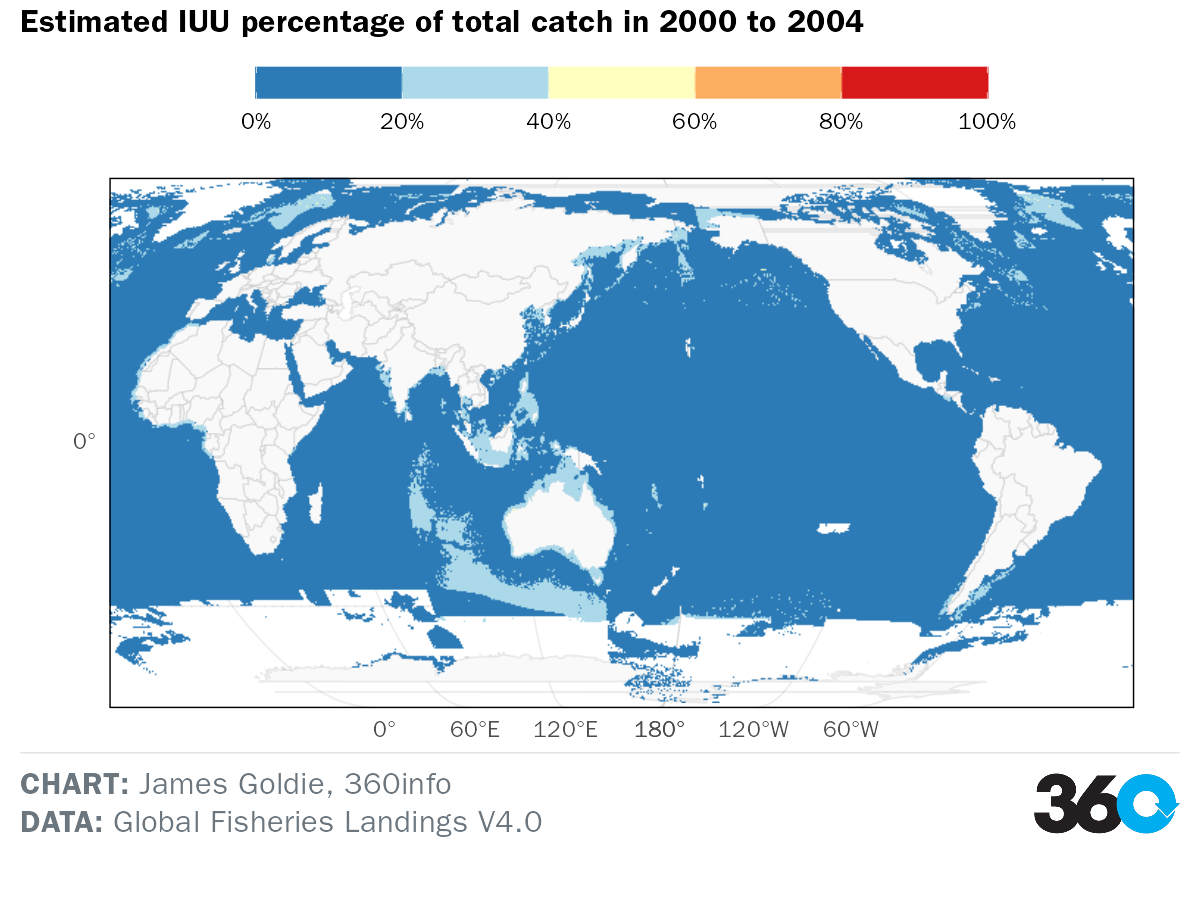 Estimated IUU percentage of total catch in 2000 to 2004
0% 20% 40% 60% 80% 100%
0°
0° 60°E 120°E 180° 120°W 60°W
CHART: James Goldie, 360info
DATA: Global Fisheries Landings V4.0
360